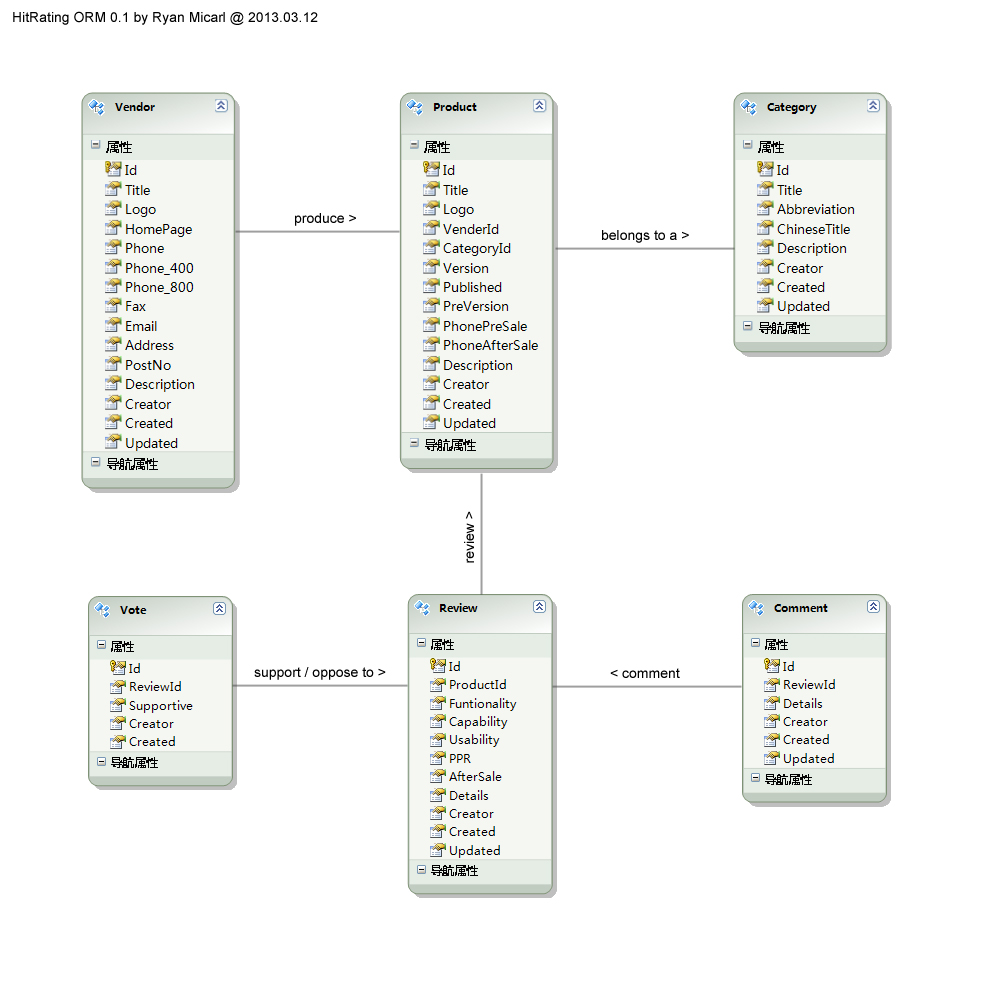 HitRating ORM 0.1 by Ryan Micarl @ 2013.03.12
Vendor
属性
Id
Title
Logo
HomePage
Phone
Phone_400
Phone_800
Fax
Email
Address
PostNo
Description
Creator
Created
Updated
导航属性
produce >
Product
属性
Id
Title
Logo
VenderId
CategoryId
Version
Published
PreVersion
PhonePreSale
PhoneAfterSale
Description
Creator
Created
Updated
导航属性
belongs to a >
Category
属性
Id
Title
Abbreviation
ChineseTitle
Description
Creator
Created
Updated
导航属性
review >
Vote
属性
Id
ReviewId
Supportive
Creator
Created
导航属性
support / oppose to >
Review
属性
Id
ProductId
Funtionality
Capability
Usability
PPR
AfterSale
Details
Creator
Created
Updated
导航属性
< comment
Comment
属性
Id
ReviewId
Details
Creator
Created
Updated
导航属性